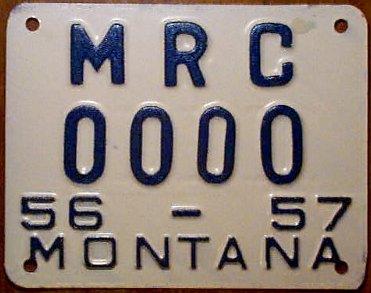 MRC
0000
56 - 57
MONTANA